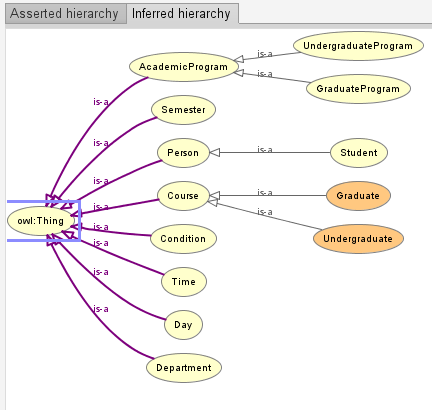 Asserted hierarchy Inferred hierarchy
UndergraduateProgram
is-a
AcademicProgram
is-a
GraduateProgram
is-a
Semester
is-a
Person
is-a
Student
is-a
Course
is-a
Graduate
is-a
is-a
owl:Thing
is-a
Condition
Undergraduate
is-a
Time
is-a
Day
is-a
Department